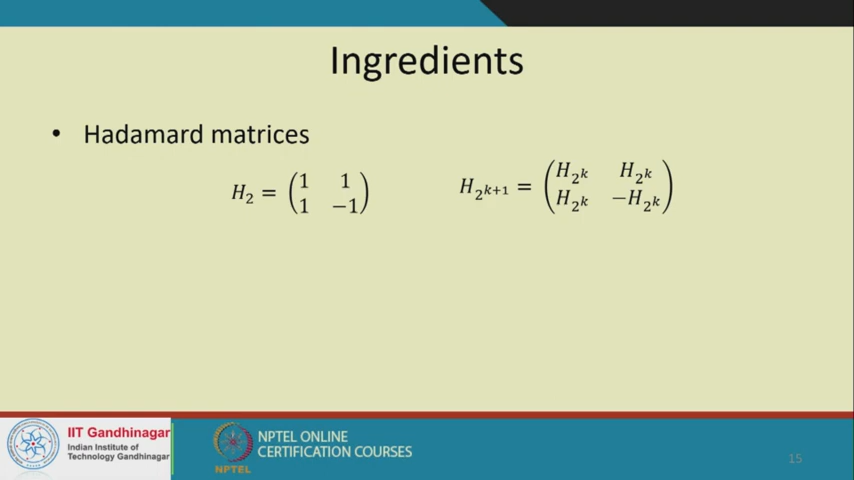 Ingredients
• Hadamard matrices
H_2 = (1 1
1 −1) H_{2^{k+1}} = (H_{2^k} H_{2^k}
H_{2^k} −H_{2^k})
IIT Gandhinagar
Indian Institute of
Technology Gandhinagar
NPTEL
NPTEL ONLINE
CERTIFICATION COURSES
15